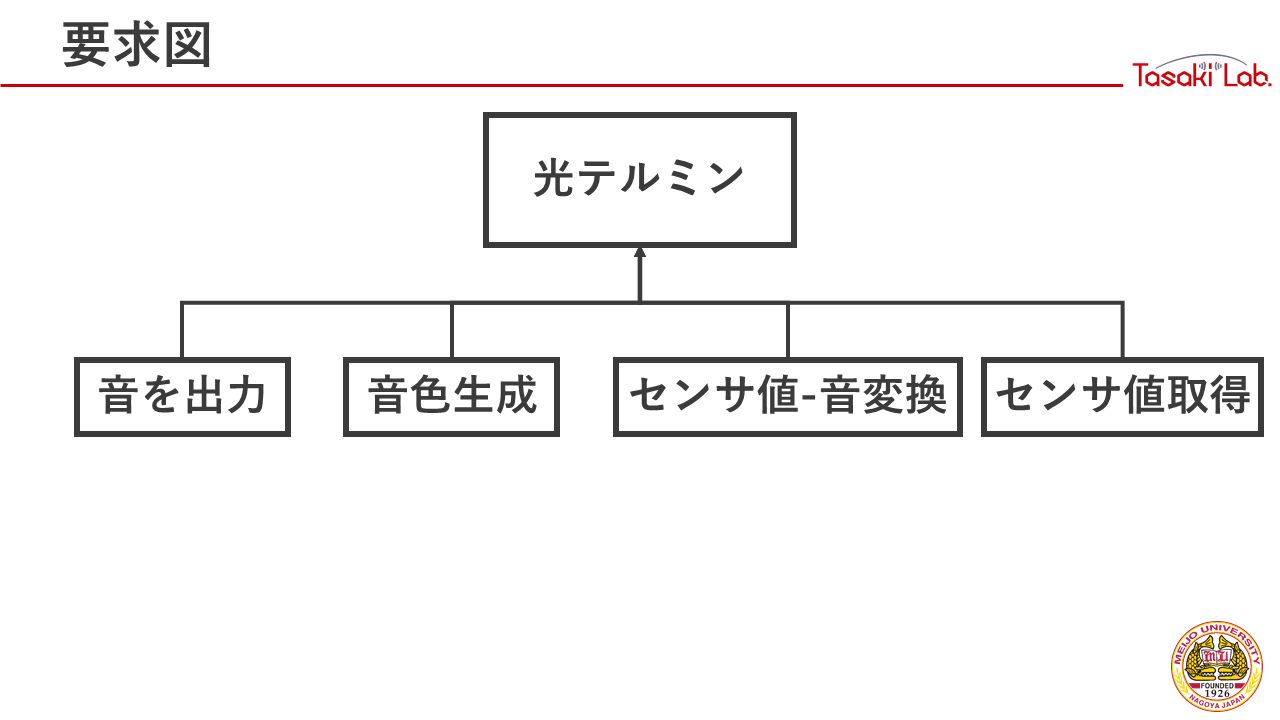 要求図
Tasaki Lab.
光テルミン
音を出力
音色生成
センサ値-音変換
センサ値取得
MEIJO UNIVERSITY
FOUNDED
1926
NAGOYA JAPAN